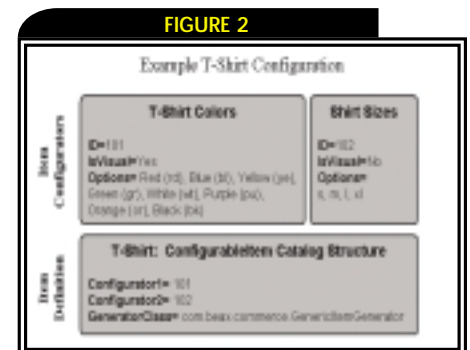 FIGURE 2
Example T-Shirt Configuration
Item
Configurators
T-Shirt Colors
ID=101
IsVisual=Yes
Options= Red (rd), Blue (bl), Yellow (ye),
Green (gr), White (wt), Purple (pu),
Orange (or), Black (bk)
Shirt Sizes
ID=102
IsVisual=No
Options=
s, m, l, xl
Item
Definition
T-Shirt: ConfigurableItem Catalog Structure
Configurator1= 101
Configurator2= 102
GeneratorClass= com.beax.commerce.GenericItemGenerator